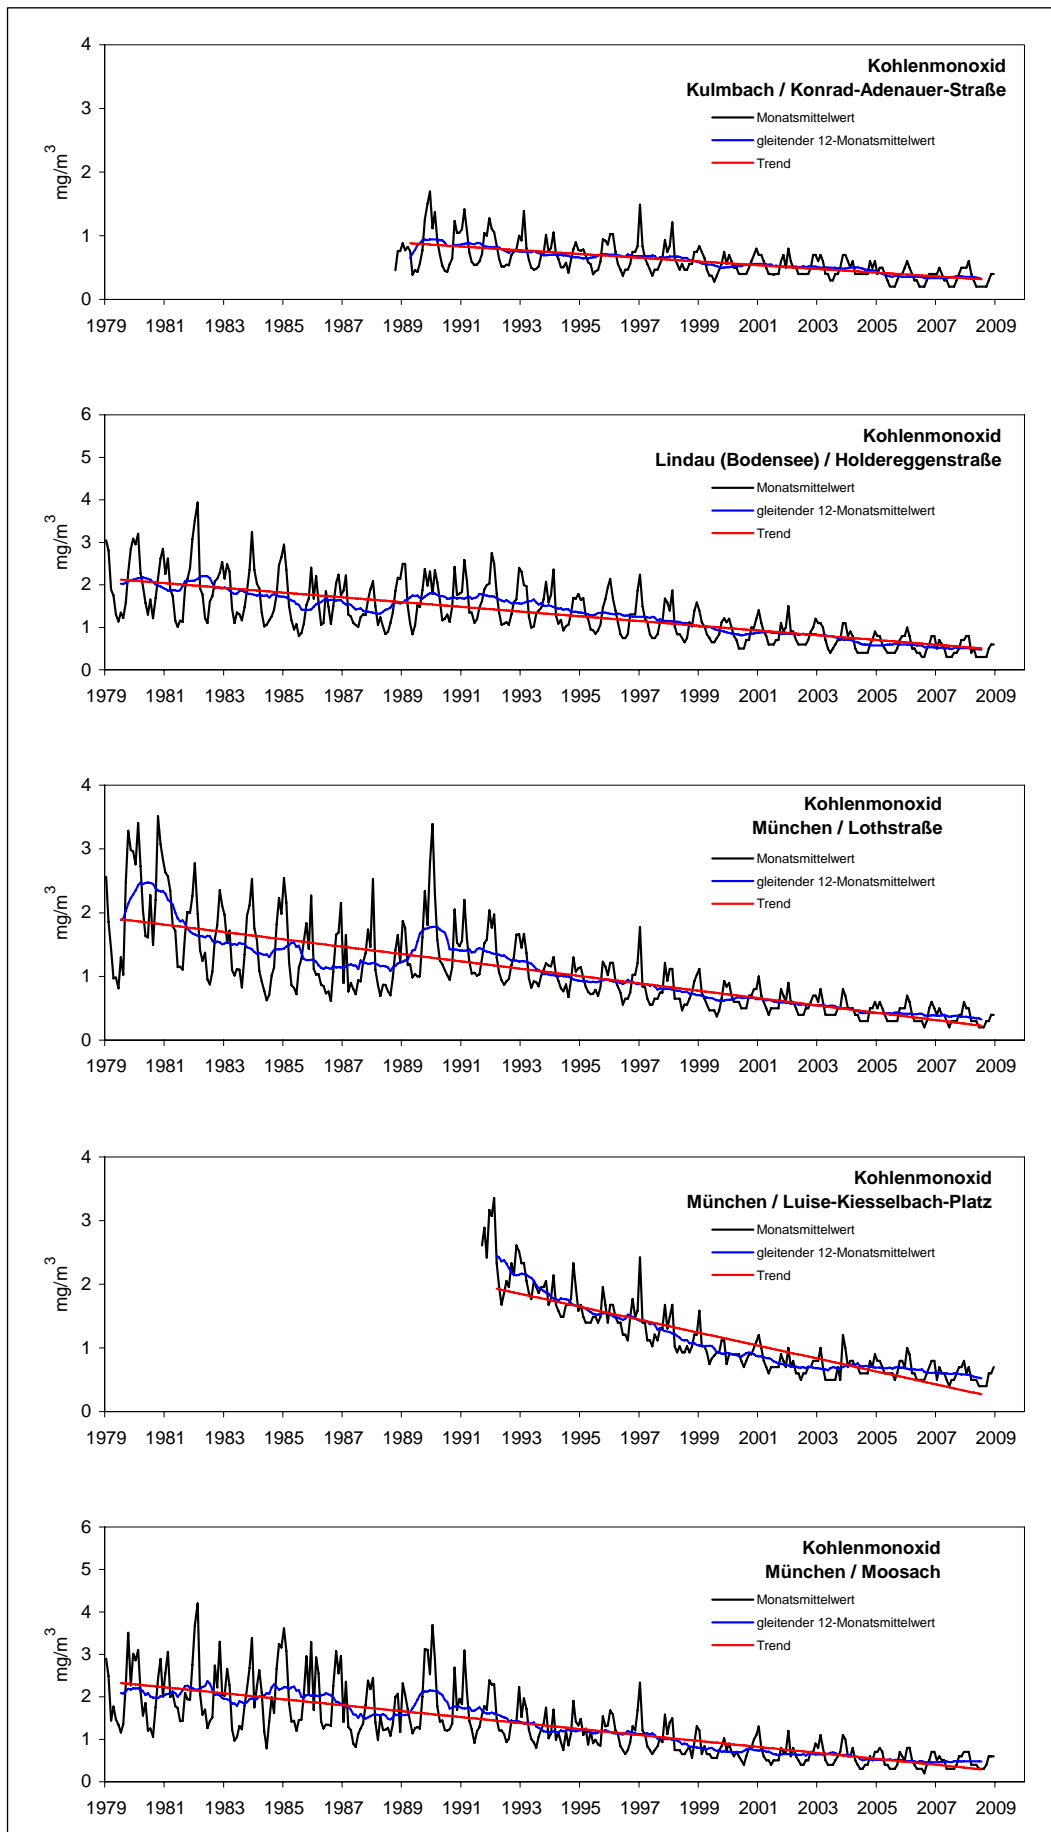 Kohlenmonoxid
Kulmbach / Konrad-Adenauer-Straße
Monatsmittelwert
gleitender 12-Monatsmittelwert
Trend
mg/m³
4
3
2
1
0
1979 1981 1983 1985 1987 1989 1991 1993 1995 1997 1999 2001 2003 2005 2007 2009
Kohlenmonoxid
Lindau (Bodensee) / Holdereggenstraße
Monatsmittelwert
gleitender 12-Monatsmittelwert
Trend
mg/m³
6
5
4
3
2
1
0
1979 1981 1983 1985 1987 1989 1991 1993 1995 1997 1999 2001 2003 2005 2007 2009
Kohlenmonoxid
München / Lothstraße
Monatsmittelwert
gleitender 12-Monatsmittelwert
Trend
mg/m³
4
3
2
1
0
1979 1981 1983 1985 1987 1989 1991 1993 1995 1997 1999 2001 2003 2005 2007 2009
Kohlenmonoxid
München / Luise-Kiesselbach-Platz
Monatsmittelwert
gleitender 12-Monatsmittelwert
Trend
mg/m³
4
3
2
1
0
1979 1981 1983 1985 1987 1989 1991 1993 1995 1997 1999 2001 2003 2005 2007 2009
Kohlenmonoxid
München / Moosach
Monatsmittelwert
gleitender 12-Monatsmittelwert
Trend
mg/m³
6
5
4
3
2
1
0
1979 1981 1983 1985 1987 1989 1991 1993 1995 1997 1999 2001 2003 2005 2007 2009